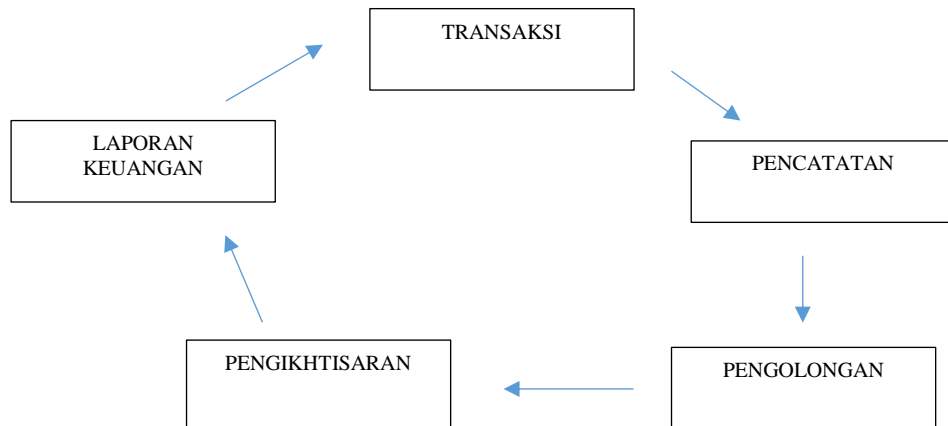 TRANSAKSI
PENCATATAN
PENGOLONGAN
PENGIKHTISARAN
LAPORAN
KEUANGAN